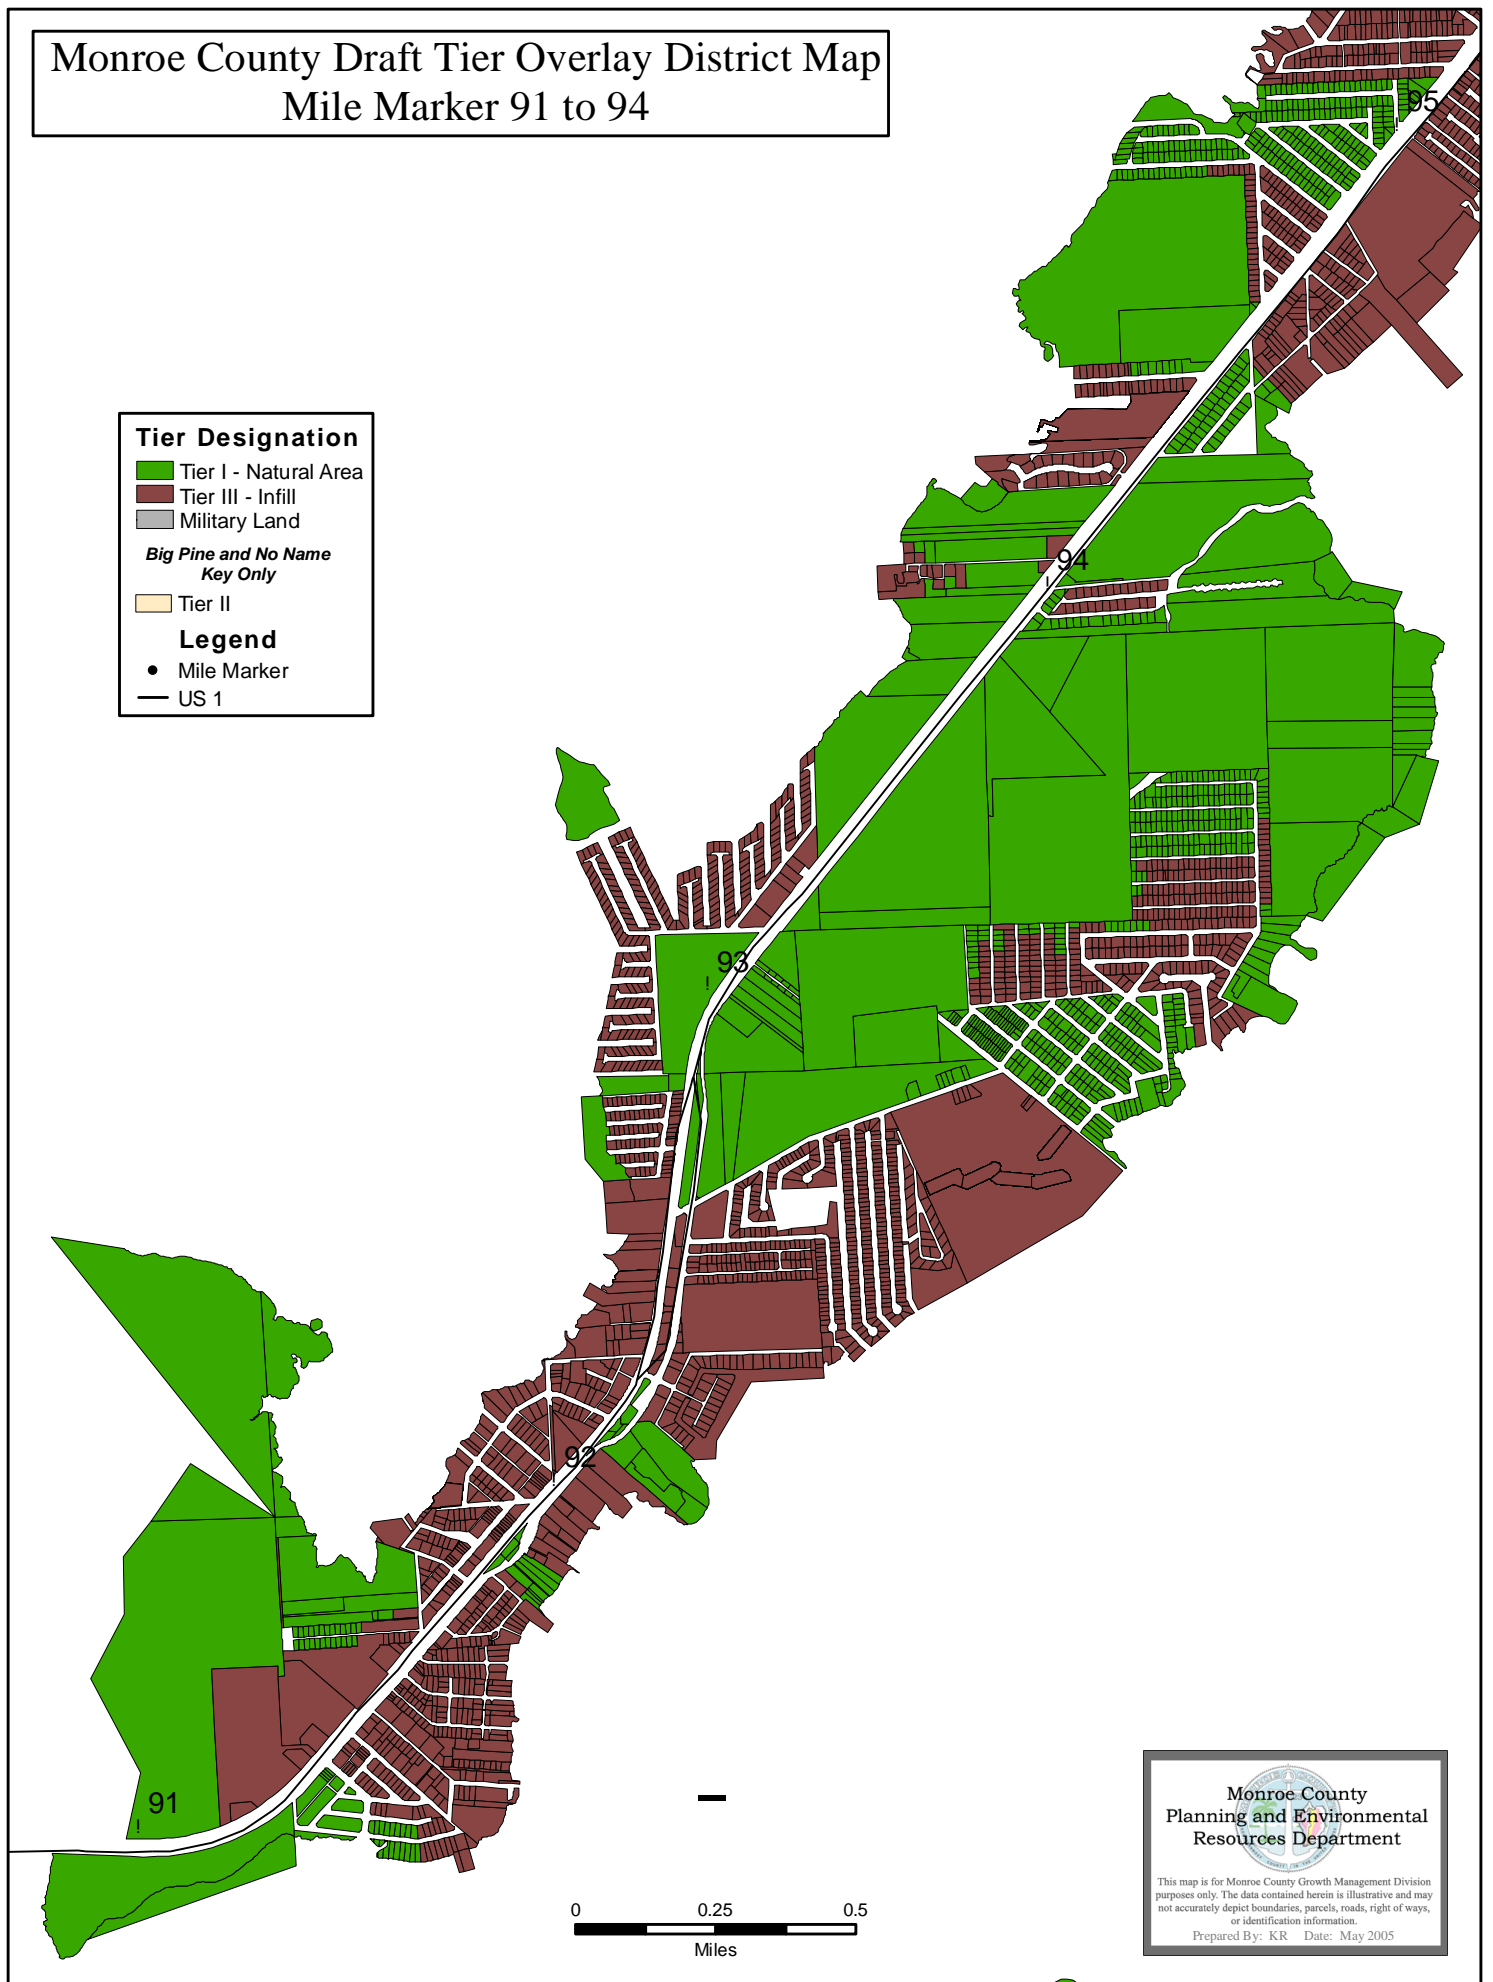 Monroe County Draft Tier Overlay District Map
Mile Marker 91 to 94
95
Tier Designation
Tier I - Natural Area
Tier III - Infill
Military Land
Big Pine and No Name
Key Only
Tier II
Legend
Mile Marker
US 1
94
93
92
91
Monroe County
Planning and Environmental
Resources Department
This map is for Monroe County Growth Management Division
purposes only. The data contained herein is illustrative and may
not accurately depict boundaries, parcels, roads, right of ways,
or identification information.
Prepared By: KR Date: May 2005
0 0.25 0.5
Miles